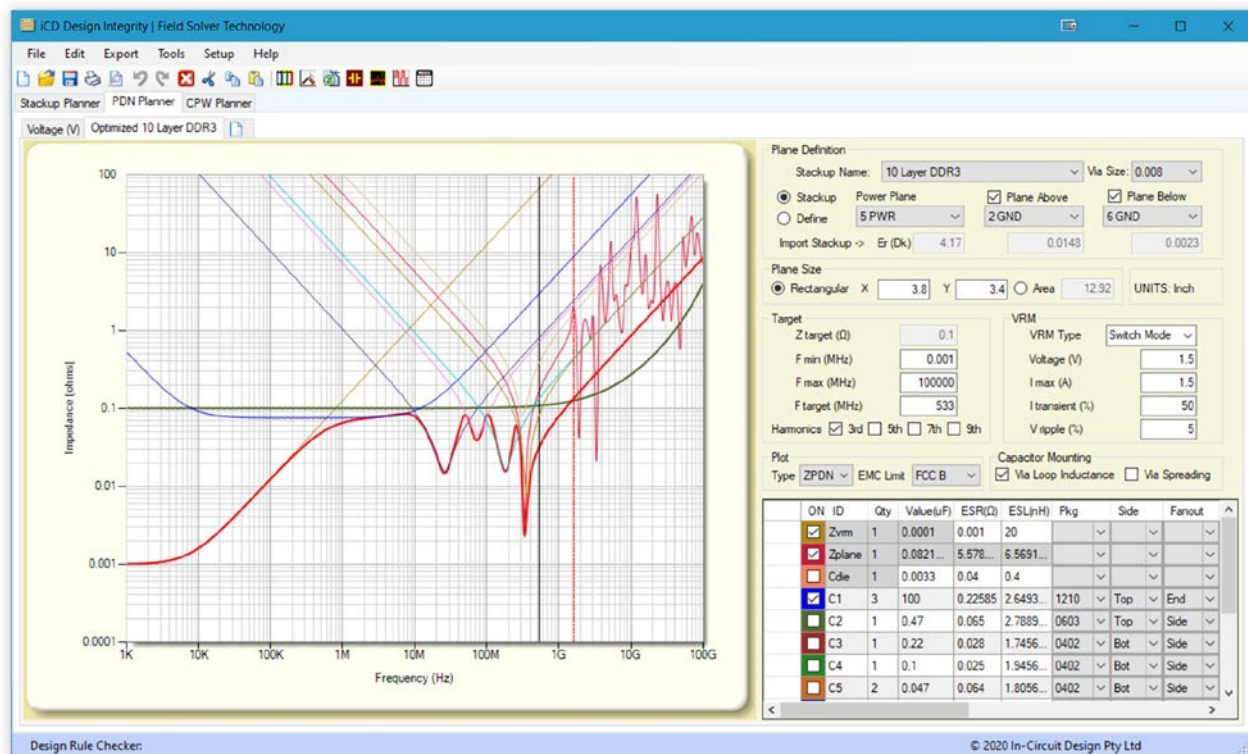 iCD Design Integrity | Field Solver Technology
File Edit Export Tools Setup Help
Stackup Planner PDN Planner CPW Planner
Voltage (V) Optimized 10 Layer DDR3
Impedance [ohms]
100
10
1
0.1
0.01
0.001
0.0001
1K 10K 100K 1M 10M 100M 1G 10G 100G
Frequency (Hz)
Plane Definition
Stackup Name: 10 Layer DDR3 Via Size: 0.008
Stackup Power Plane Plane Above Plane Below
Define 5 PWR 2 GND 6 GND
Import Stackup -> Er (Dk) 4.17 0.0148 0.0023
Plane Size
Rectangular X 3.8 Y 3.4 Area 12.92 UNITS: Inch
Target
Z target (Ω) 0.1
F min (MHz) 0.001
F max (MHz) 100000
F target (MHz) 533
Harmonics 3rd 5th 7th 9th
VRM
VRM Type Switch Mode
Voltage (V) 1.5
I max (A) 1.5
I transient (%) 50
V ripple (%) 5
Plot
Type ZPDN EMC Limit FCC B
Capacitor Mounting
Via Loop Inductance Via Spreading
ON ID Qty Value(uF) ESR(Ω) ESL(nH) Pkg Side Fanout
Zvrm 1 0.0001 0.001 20
Zplane 1 0.0821... 5.578... 6.5691...
Cdie 1 0.0033 0.04 0.4
C1 3 100 0.22585 2.6493... 1210 Top End
C2 1 0.47 0.065 2.7889... 0603 Top Side
C3 1 0.22 0.028 1.7456... 0402 Bot Side
C4 1 0.1 0.025 1.9456... 0402 Bot Side
C5 2 0.047 0.064 1.8056... 0402 Bot Side
Design Rule Checker: © 2020 In-Circuit Design Pty Ltd